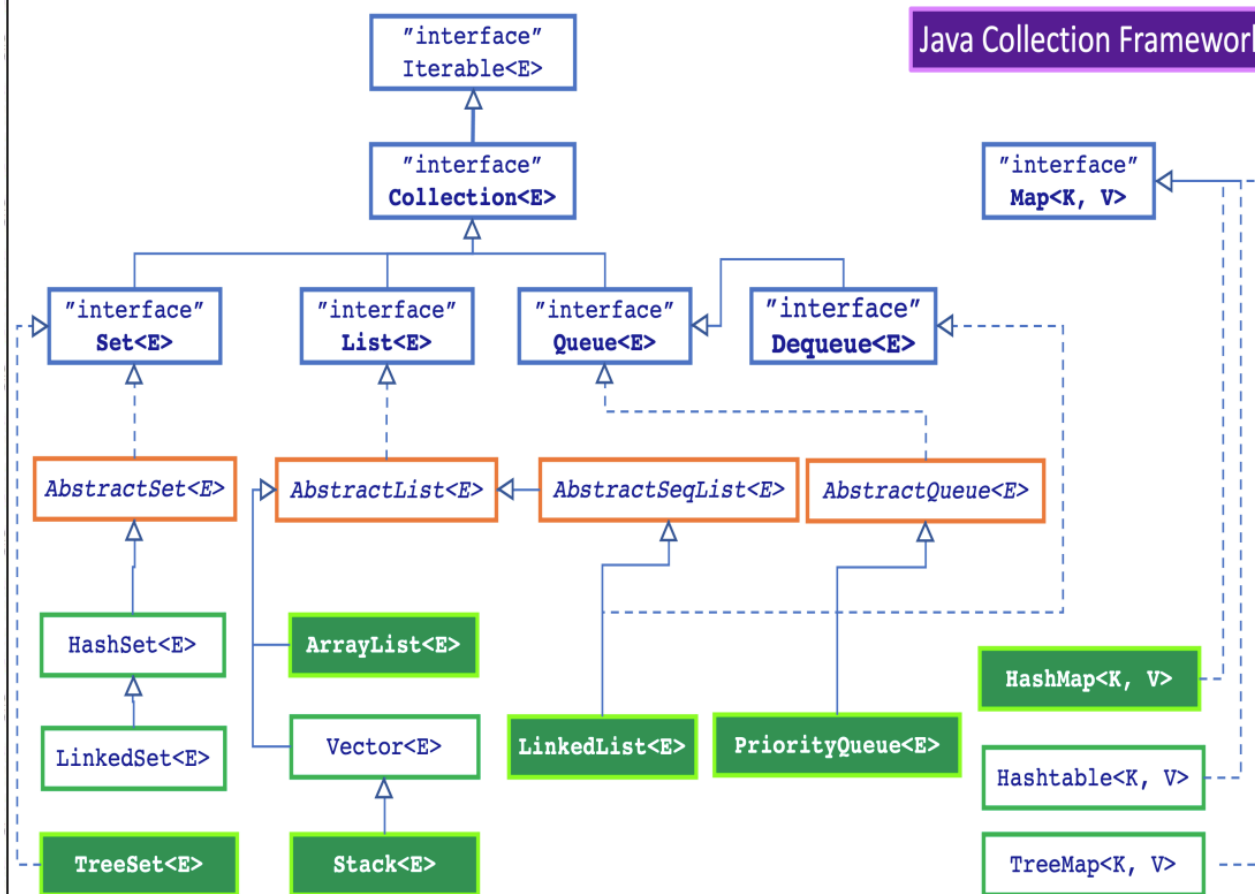 Java Collection Framework
"interface"
Iterable<E>
"interface"
Collection<E>
"interface"
Map<K, V>
"interface"
Set<E>
"interface"
List<E>
"interface"
Queue<E>
"interface"
Dequeue<E>
AbstractSet<E>
AbstractList<E>
AbstractSeqList<E>
AbstractQueue<E>
HashSet<E>
ArrayList<E>
HashMap<K, V>
LinkedSet<E>
Vector<E>
LinkedList<E>
PriorityQueue<E>
Hashtable<K, V>
TreeSet<E>
Stack<E>
TreeMap<K, V>